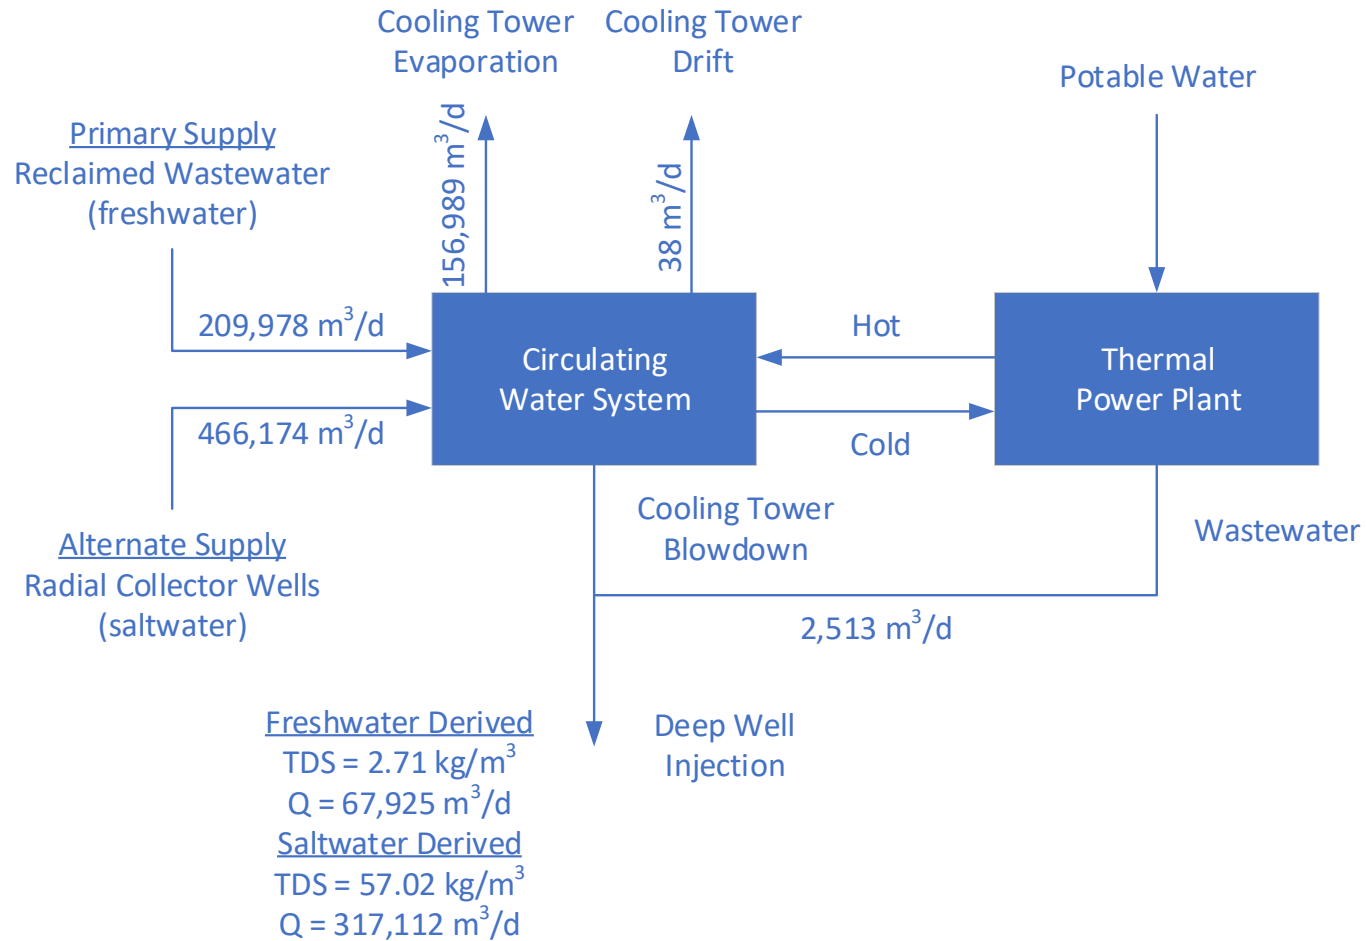 Cooling Tower
Evaporation
Cooling Tower
Drift
Potable Water
Primary Supply
Reclaimed Wastewater
(freshwater)
156,989 m³/d
38 m³/d
209,978 m³/d
466,174 m³/d
Circulating
Water System
Hot
Cold
Thermal
Power Plant
Alternate Supply
Radial Collector Wells
(saltwater)
Cooling Tower
Blowdown
Wastewater
2,513 m³/d
Freshwater Derived
TDS = 2.71 kg/m³
Q = 67,925 m³/d
Saltwater Derived
TDS = 57.02 kg/m³
Q = 317,112 m³/d
Deep Well
Injection